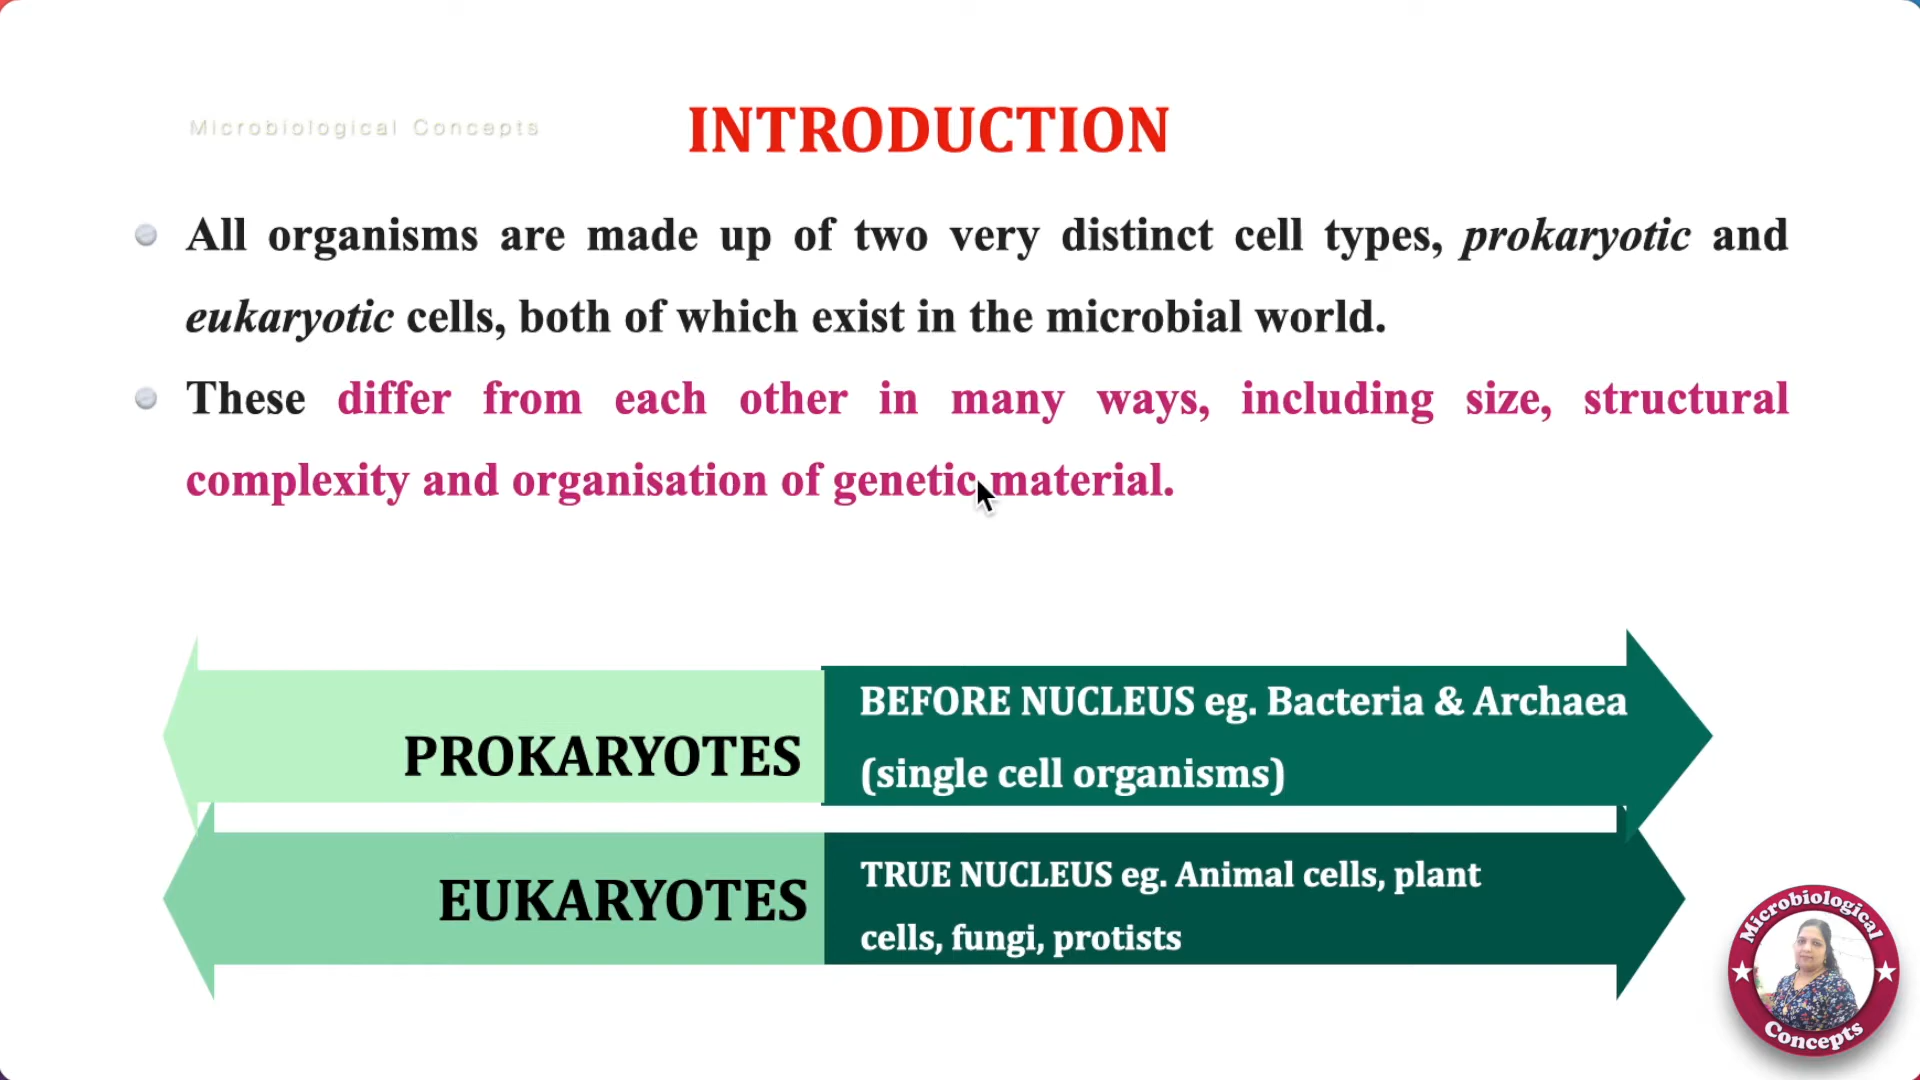 Microbiological Concepts
INTRODUCTION
All organisms are made up of two very distinct cell types, prokaryotic and
eukaryotic cells, both of which exist in the microbial world.
These differ from each other in many ways, including size, structural
complexity and organisation of genetic material.
PROKARYOTES
BEFORE NUCLEUS eg. Bacteria & Archaea
(single cell organisms)
EUKARYOTES
TRUE NUCLEUS eg. Animal cells, plant
cells, fungi, protists
Microbiological
Concepts